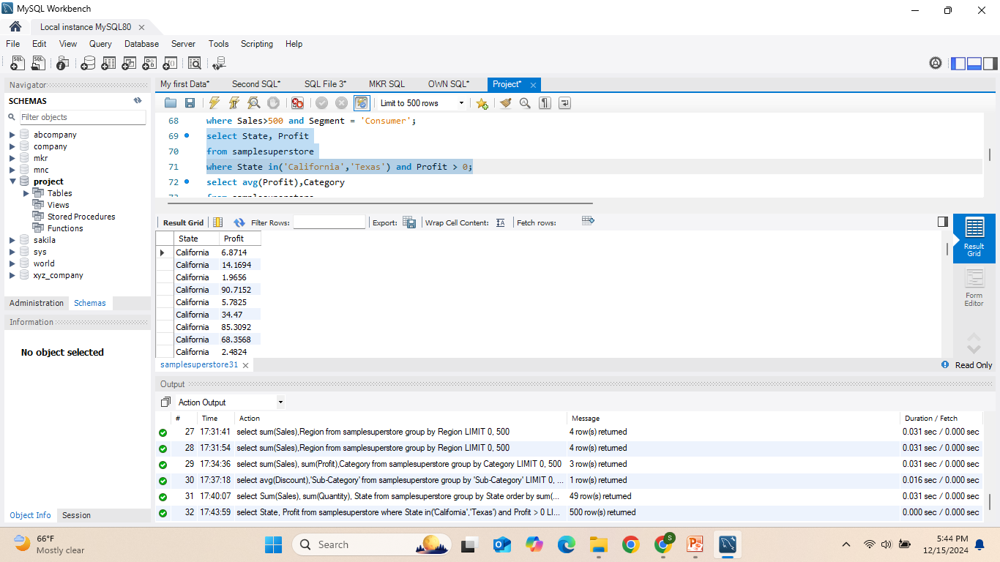 MySQL Workbench
Local instance MySQL80
File Edit View Query Database Server Tools Scripting Help
Navigator
SCHEMAS
Filter objects
abcompany
company
mkr
mnc
project
Tables
Views
Stored Procedures
Functions
sakila
sys
world
xyz_company
Administration Schemas
Information
No object selected
Object Info Session
My first Data* Second SQL* SQL File 3* MKR SQL OWN SQL* Project*
Limit to 500 rows
68 where Sales>500 and Segment = 'Consumer';
69 select State, Profit
70 from samplesuperstore
71 where State in('California','Texas') and Profit > 0;
72 select avg(Profit),Category
73 from samplesuperstore
Result Grid Filter Rows: Export: Wrap Cell Content: Fetch rows:
State Profit
California 6.8714
California 14.1694
California 1.9656
California 90.7152
California 5.7825
California 34.47
California 85.3092
California 68.3568
California 2.4824
Result Grid
Form Editor
samplesuperstore31
Read Only
Output
Action Output
# Time Action Message Duration / Fetch
27 17:31:41 select sum(Sales),Region from samplesuperstore group by Region LIMIT 0, 500 4 row(s) returned 0.031 sec / 0.000 sec
28 17:31:54 select sum(Sales),Region from samplesuperstore group by Region LIMIT 0, 500 4 row(s) returned 0.031 sec / 0.000 sec
29 17:34:36 select sum(Sales), sum(Profit),Category from samplesuperstore group by Category LIMIT 0, 500 3 row(s) returned 0.031 sec / 0.000 sec
30 17:37:18 select avg(Discount),'Sub-Category' from samplesuperstore group by 'Sub-Category' LIMIT 0, ... 1 row(s) returned 0.016 sec / 0.000 sec
31 17:40:07 select Sum(Sales), sum(Quantity), State from samplesuperstore group by State order by sum(... 49 row(s) returned 0.031 sec / 0.000 sec
32 17:43:59 select State, Profit from samplesuperstore where State in('California','Texas') and Profit > 0 LI... 500 row(s) returned 0.000 sec / 0.000 sec
66°F
Mostly clear
Search
5:44 PM
12/15/2024